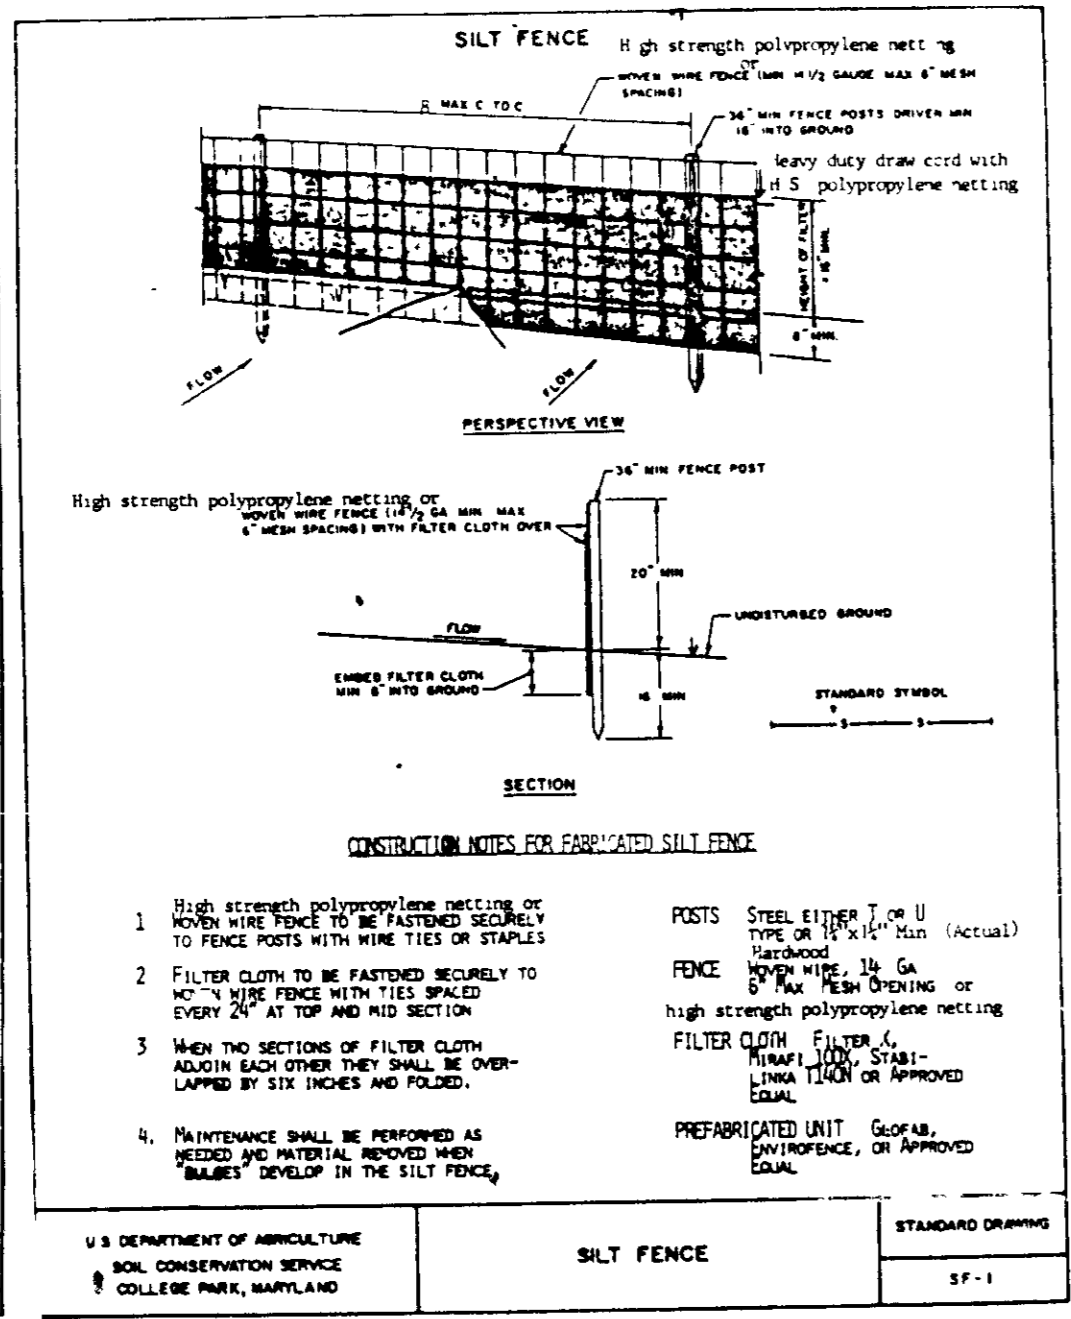 SILT FENCE
High strength polypropylene netting
or
WOVEN WIRE FENCE (MIN 14 1/2 GAUGE MAX 6" MESH
SPACING)
MAX C TO C
36" MIN FENCE POSTS DRIVEN MIN
16" INTO GROUND
Heavy duty draw cord with
H S polypropylene netting
HEIGHT OF FILTER
16" MIN.
8" MIN.
FLOW
FLOW
PERSPECTIVE VIEW
36" MIN FENCE POST
High strength polypropylene netting or
WOVEN WIRE FENCE (14 1/2 GA MIN MAX
6" MESH SPACING) WITH FILTER CLOTH OVER
20" MIN
UNDISTURBED GROUND
FLOW
EMBED FILTER CLOTH
MIN 8" INTO GROUND
16 MIN
STANDARD SYMBOL
S S
SECTION
CONSTRUCTION NOTES FOR FABRICATED SILT FENCE
High strength polypropylene netting or
1 WOVEN WIRE FENCE TO BE FASTENED SECURELY
TO FENCE POSTS WITH WIRE TIES OR STAPLES
2 FILTER CLOTH TO BE FASTENED SECURELY TO
WOVEN WIRE FENCE WITH TIES SPACED
EVERY 24" AT TOP AND MID SECTION
3 WHEN TWO SECTIONS OF FILTER CLOTH
ADJOIN EACH OTHER THEY SHALL BE OVER-
LAPPED BY SIX INCHES AND FOLDED.
4. MAINTENANCE SHALL BE PERFORMED AS
NEEDED AND MATERIAL REMOVED WHEN
"BULGES" DEVELOP IN THE SILT FENCE
POSTS STEEL EITHER T OR U
TYPE OR 1½"x1½" Min (Actual)
Hardwood
FENCE WOVEN WIRE, 14 GA
6" MAX MESH OPENING or
high strength polypropylene netting
FILTER CLOTH FILTER X,
MIRAFI 100X, STABI-
LINKA T140N OR APPROVED
EQUAL
PREFABRICATED UNIT GEOFAB,
ENVIROFENCE, OR APPROVED
EQUAL
U S DEPARTMENT OF AGRICULTURE
SOIL CONSERVATION SERVICE
COLLEGE PARK, MARYLAND
SILT FENCE
STANDARD DRAWING
SF-1